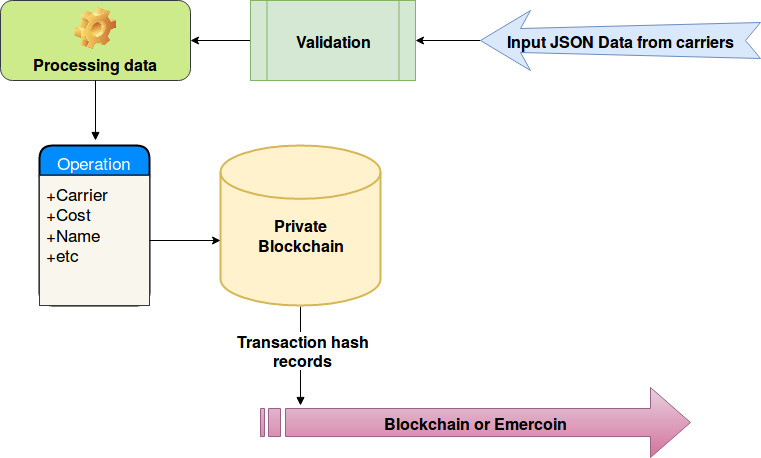 Input JSON Data from carriers
Validation
Processing data
Operation
+Carrier
+Cost
+Name
+etc
Private
Blockchain
Transaction hash
records
Blockchain or Emercoin